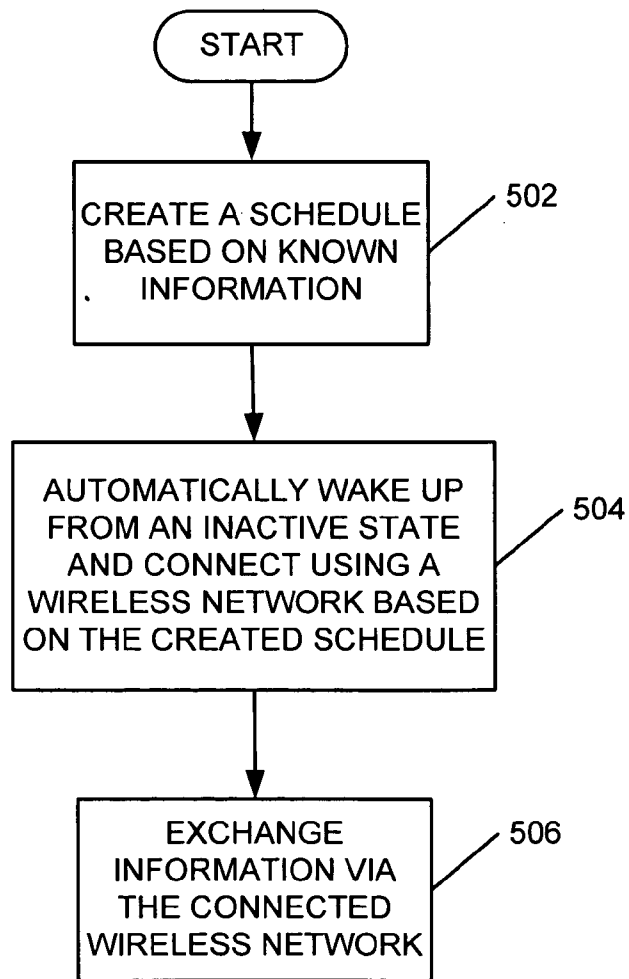 START
CREATE A SCHEDULE
BASED ON KNOWN
INFORMATION
502
AUTOMATICALLY WAKE UP
FROM AN INACTIVE STATE
AND CONNECT USING A
WIRELESS NETWORK BASED
ON THE CREATED SCHEDULE
504
EXCHANGE
INFORMATION VIA
THE CONNECTED
WIRELESS NETWORK
506